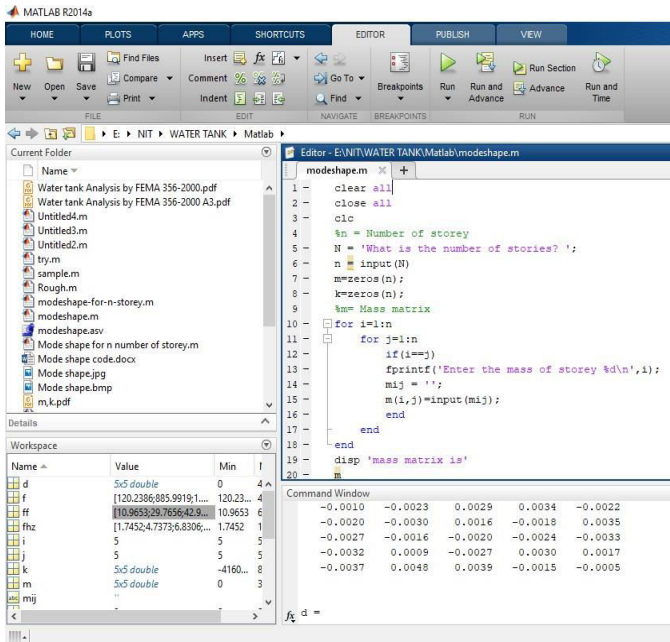 MATLAB R2014a
HOME PLOTS APPS SHORTCUTS EDITOR PUBLISH VIEW
New Open Save Find Files Compare Print
Insert fx Comment Indent
Go To Find
Breakpoints
Run Run and Advance Run Section Advance Run and Time
FILE EDIT NAVIGATE BREAKPOINTS RUN
E: NIT WATER TANK Matlab
Current Folder
Name
Water tank Analysis by FEMA 356-2000.pdf
Water tank Analysis by FEMA 356-2000 A3.pdf
Untitled4.m
Untitled3.m
Untitled2.m
try.m
sample.m
Rough.m
modeshape-for-n-storey.m
modeshape.m
modeshape.asv
Mode shape for n number of storey.m
Mode shape code.docx
Mode shape.jpg
Mode shape.bmp
m,k.pdf
Details
Workspace
Name Value Min
d 5x5 double 0 4
f [120.2386;885.9919;1.... 120.23... 4
ff [10.9653;29.7656;42.9... 10.9653 6
fhz [1.7452;4.7373;6.8306;... 1.7452 1
i 5 5 5
j 5 5 5
k 5x5 double -4160... 8
m 5x5 double 0 3
mij ''
Editor - E:\NIT\WATER TANK\Matlab\modeshape.m
modeshape.m
1 - clear all
2 - close all
3 - clc
4 %n = Number of storey
5 - N = 'What is the number of stories? ';
6 - n = input(N)
7 - m=zeros(n);
8 - k=zeros(n);
9 %m= Mass matrix
10 - for i=1:n
11 - for j=1:n
12 - if(i==j)
13 - fprintf('Enter the mass of storey %d\n',i);
14 - mij = '';
15 - m(i,j)=input(mij);
16 - end
17 - end
18 - end
19 - disp 'mass matrix is'
20 - m
Command Window
-0.0010 -0.0023 0.0029 0.0034 -0.0022
-0.0020 -0.0030 0.0016 -0.0018 0.0035
-0.0027 -0.0016 -0.0020 -0.0024 -0.0033
-0.0032 0.0009 -0.0027 0.0030 0.0017
-0.0037 0.0048 0.0039 -0.0015 -0.0005
fx d =